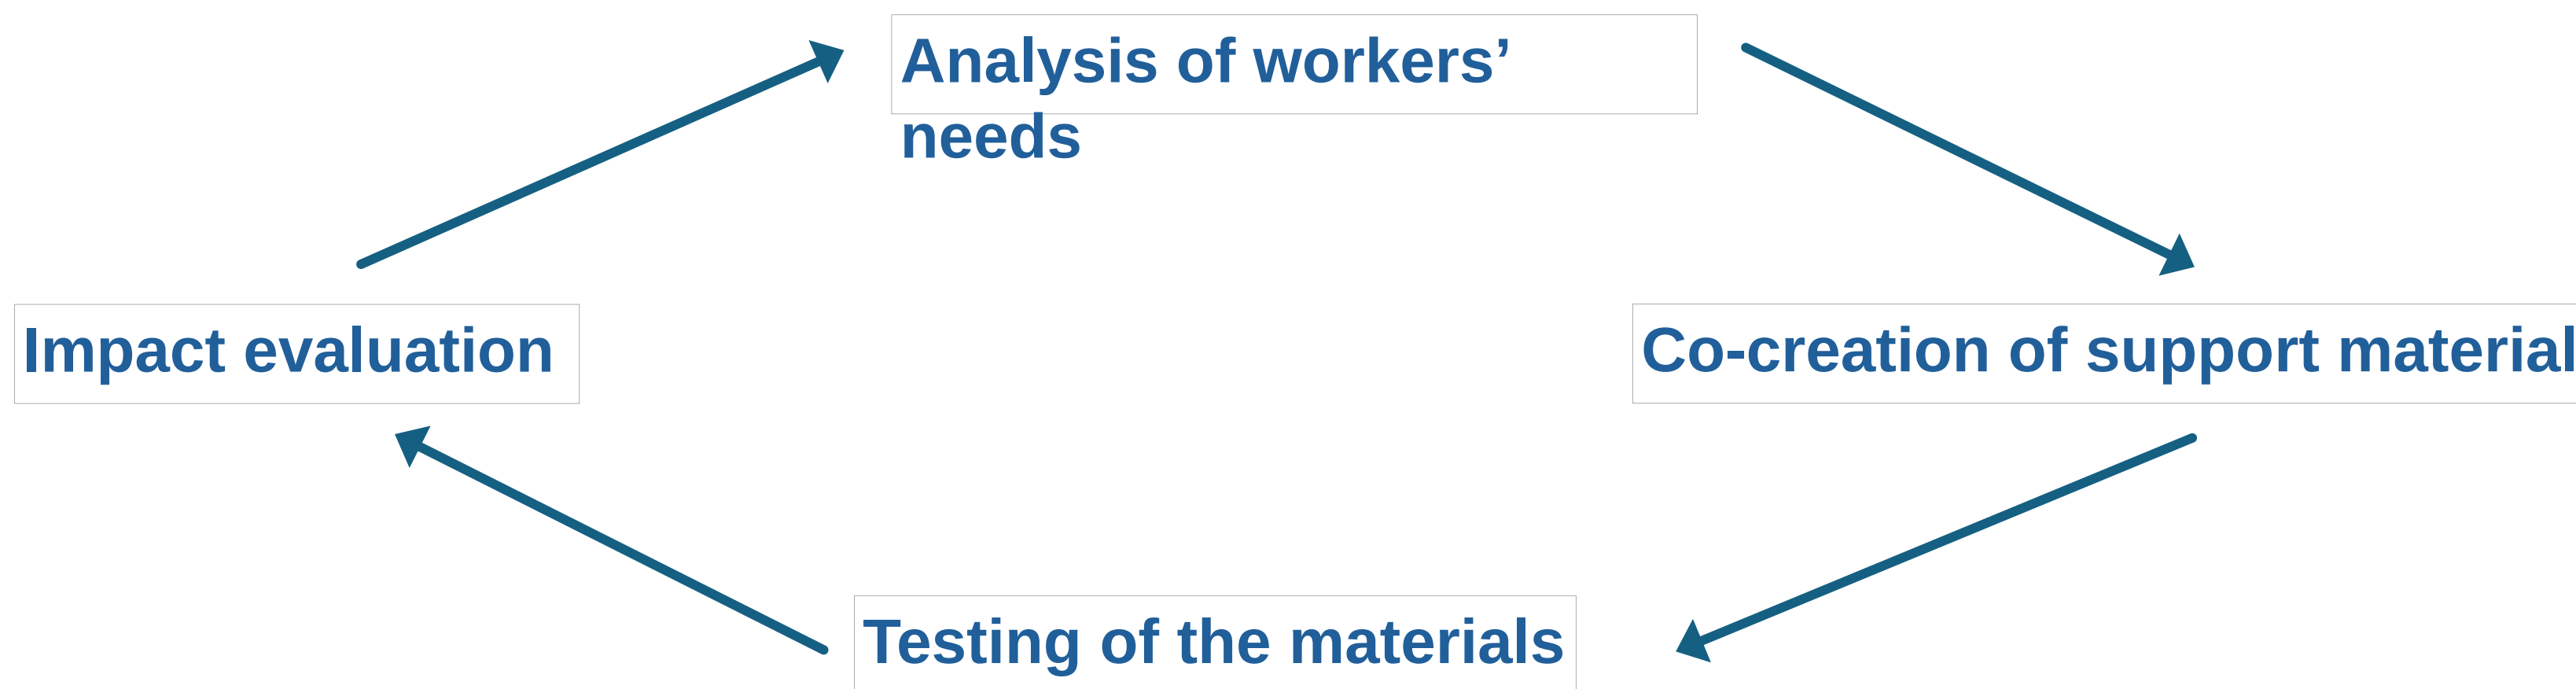 Analysis of workers’
needs
Impact evaluation
Co-creation of support material
Testing of the materials